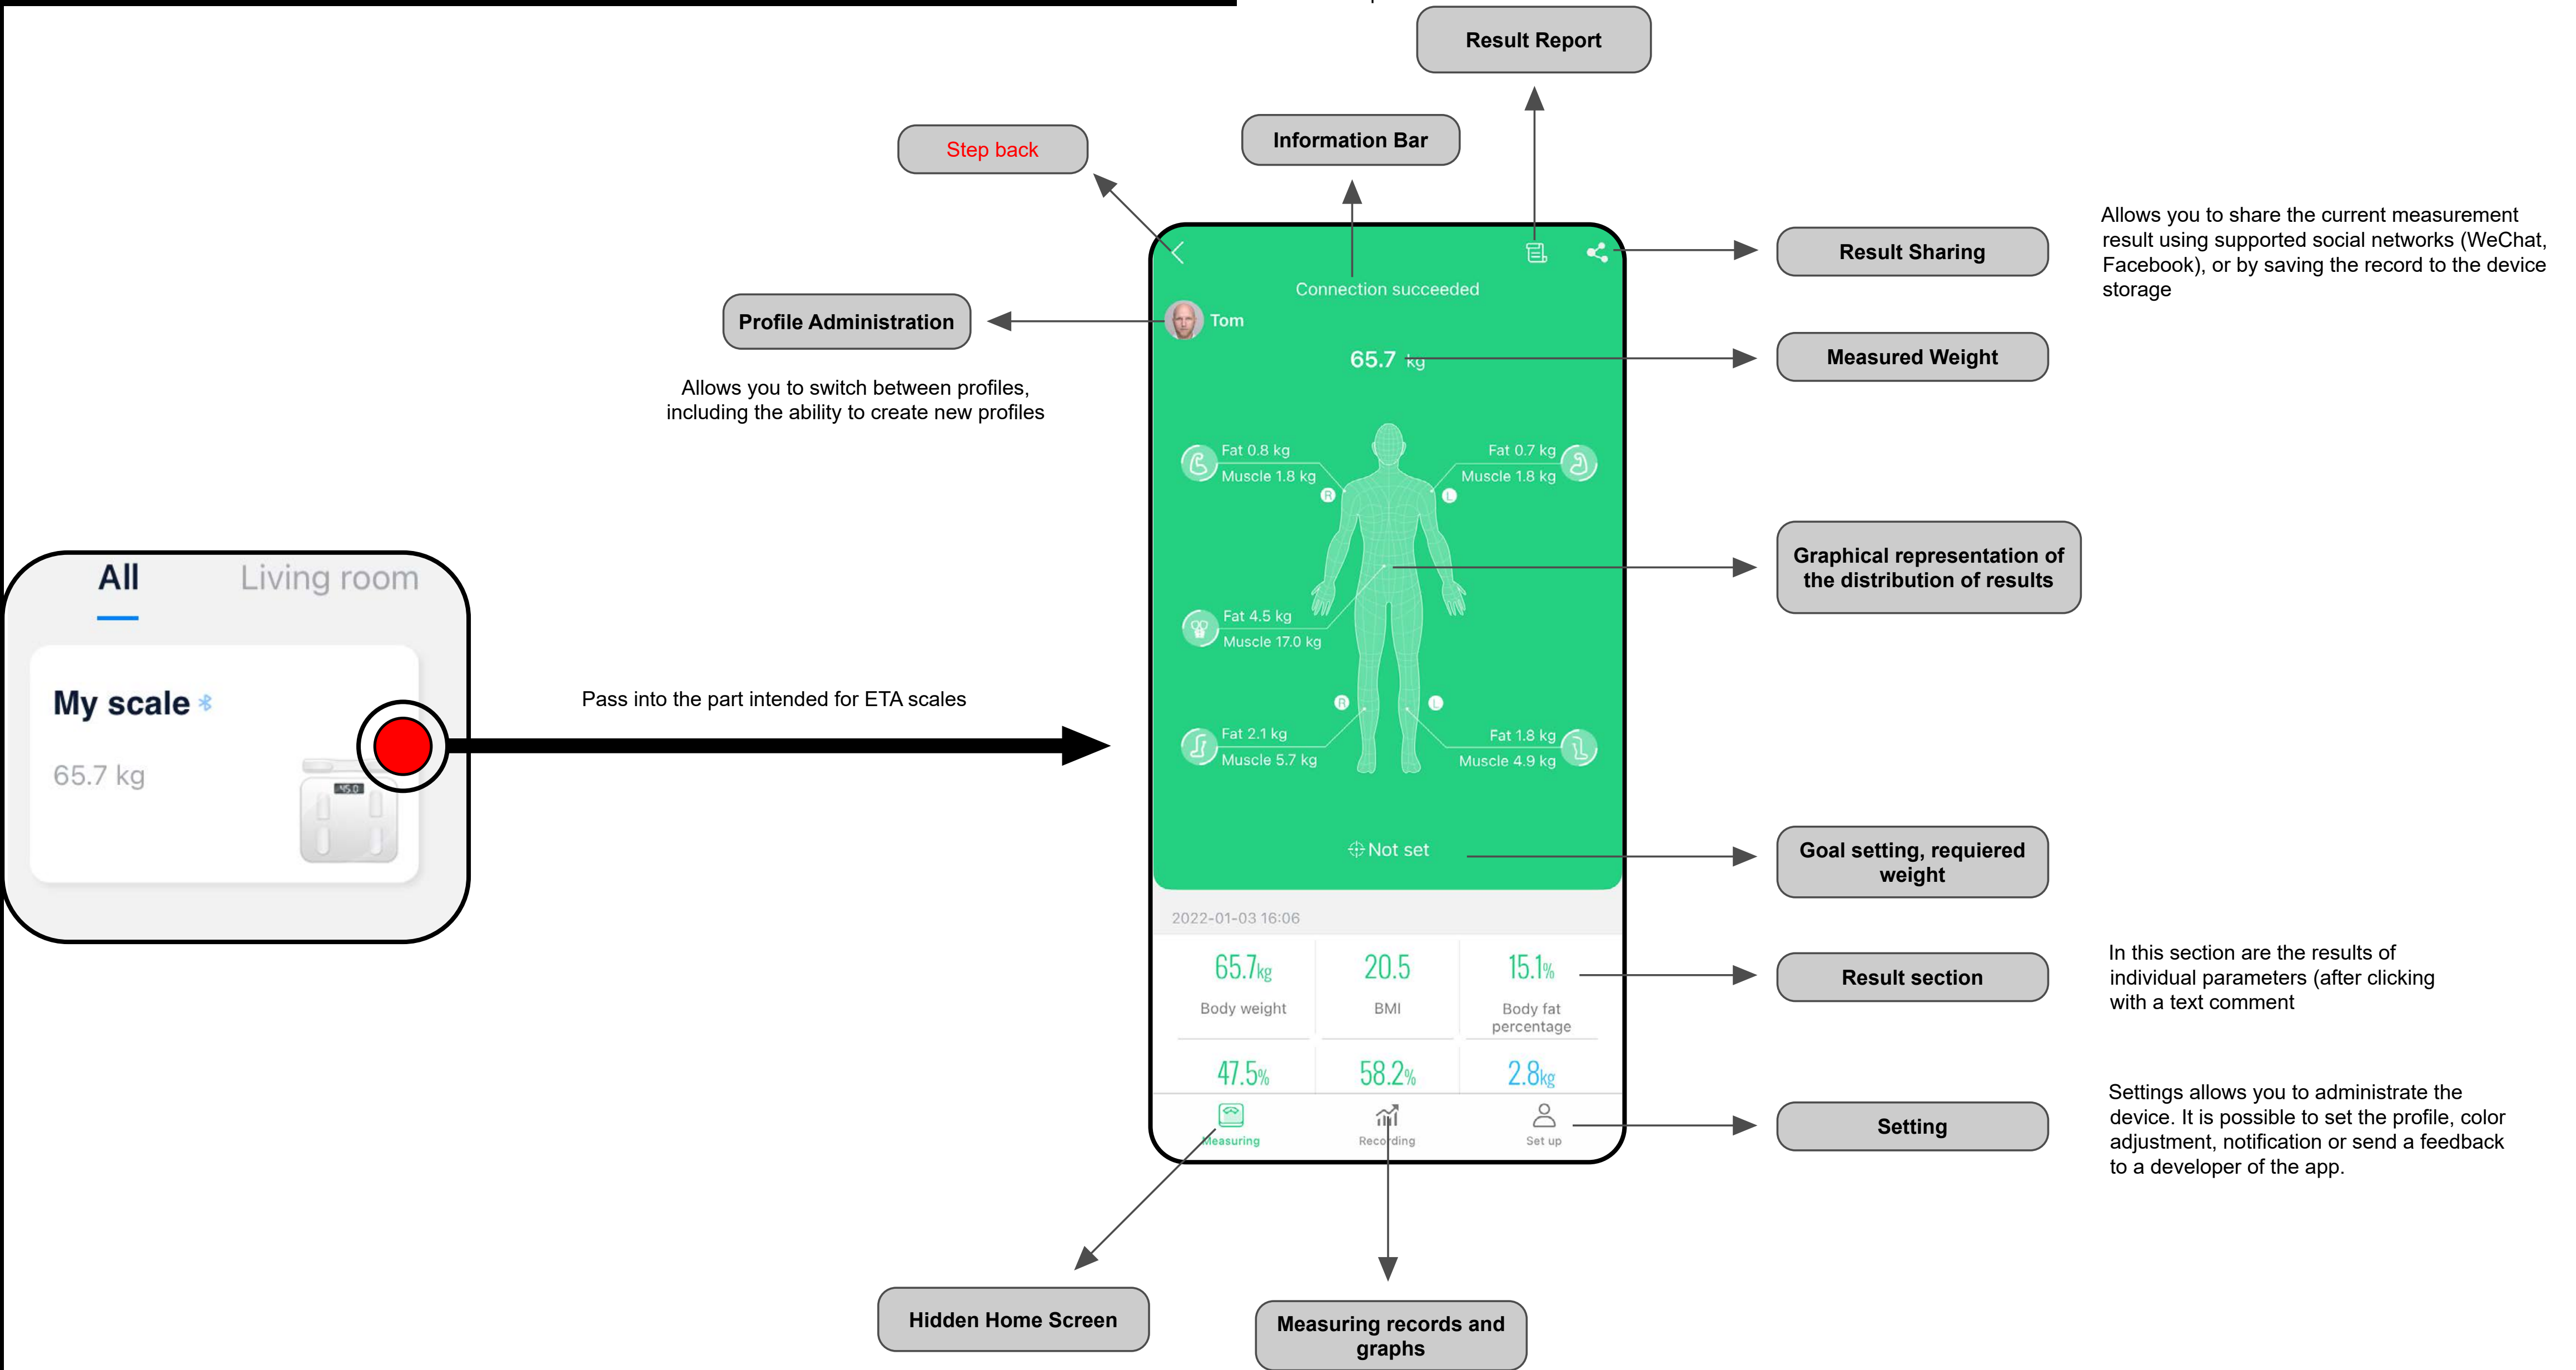 Result Report
Information Bar
Step back
Allows you to share the current measurement
result using supported social networks (WeChat,
Facebook), or by saving the record to the device
storage
Result Sharing
Connection succeeded
Profile Administration
Tom
Measured Weight
65.7 kg
Allows you to switch between profiles,
including the ability to create new profiles
Fat 0.8 kg
Muscle 1.8 kg
Fat 0.7 kg
Muscle 1.8 kg
R
L
Graphical representation of
the distribution of results
All
Living room
Fat 4.5 kg
Muscle 17.0 kg
My scale
65.7 kg
45.0
Pass into the part intended for ETA scales
R
L
Fat 2.1 kg
Muscle 5.7 kg
Fat 1.8 kg
Muscle 4.9 kg
Not set
Goal setting, requiered
weight
2022-01-03 16:06
65.7kg
20.5
15.1%
Body weight
BMI
Body fat
percentage
Result section
In this section are the results of
individual parameters (after clicking
with a text comment
47.5%
58.2%
2.8kg
Measuring
Recording
Set up
Setting
Settings allows you to administrate the
device. It is possible to set the profile, color
adjustment, notification or send a feedback
to a developer of the app.
Hidden Home Screen
Measuring records and
graphs